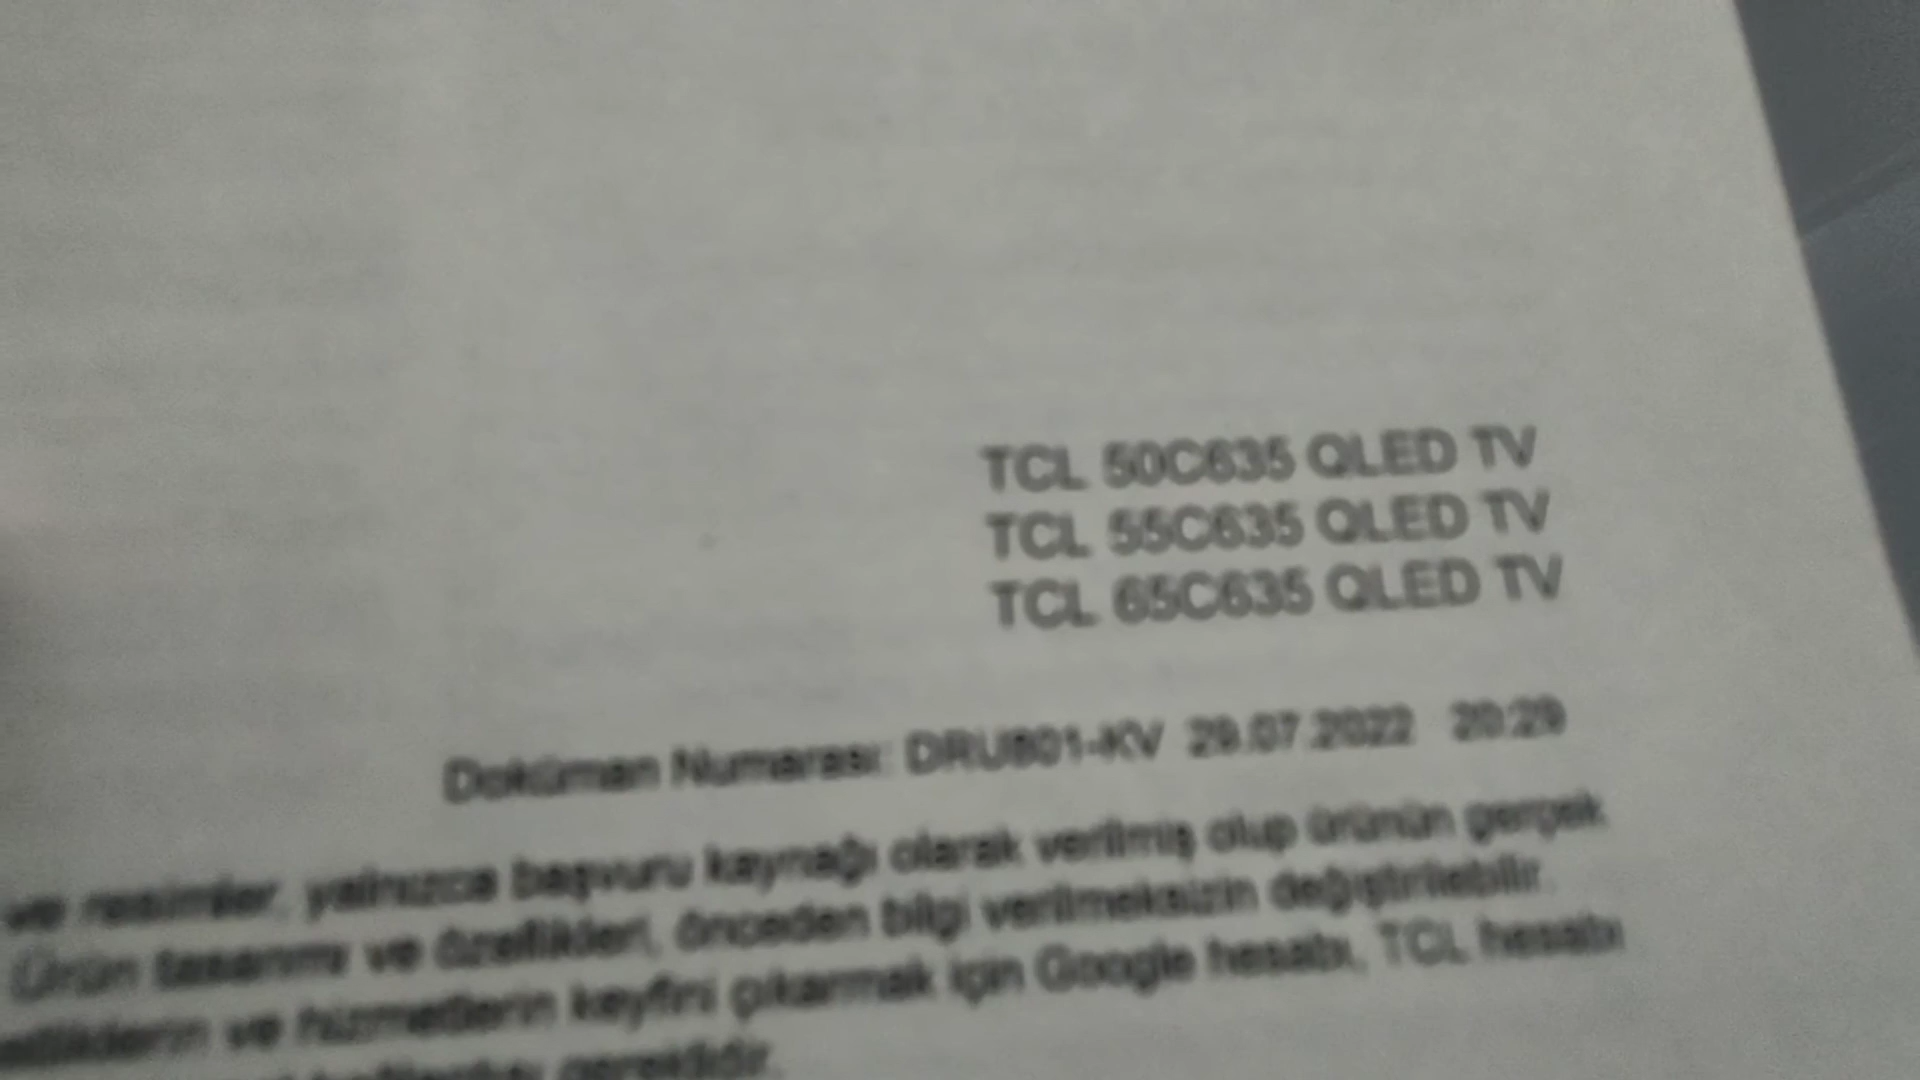 TCL 50C635 QLED TV
TCL 55C635 QLED TV
TCL 65C635 QLED TV
Doküman Numarası: DRU801-KV 29.07.2022 20:29
ve resimler, yalnızca başvuru kaynağı olarak verilmiş olup ürünün gerçek
Ürün tasarımı ve özellikleri, önceden bilgi verilmeksizin değiştirilebilir.
ve hizmetlerin keyfini çıkarmak için Google hesabı, TCL hesabı
gereklidir.